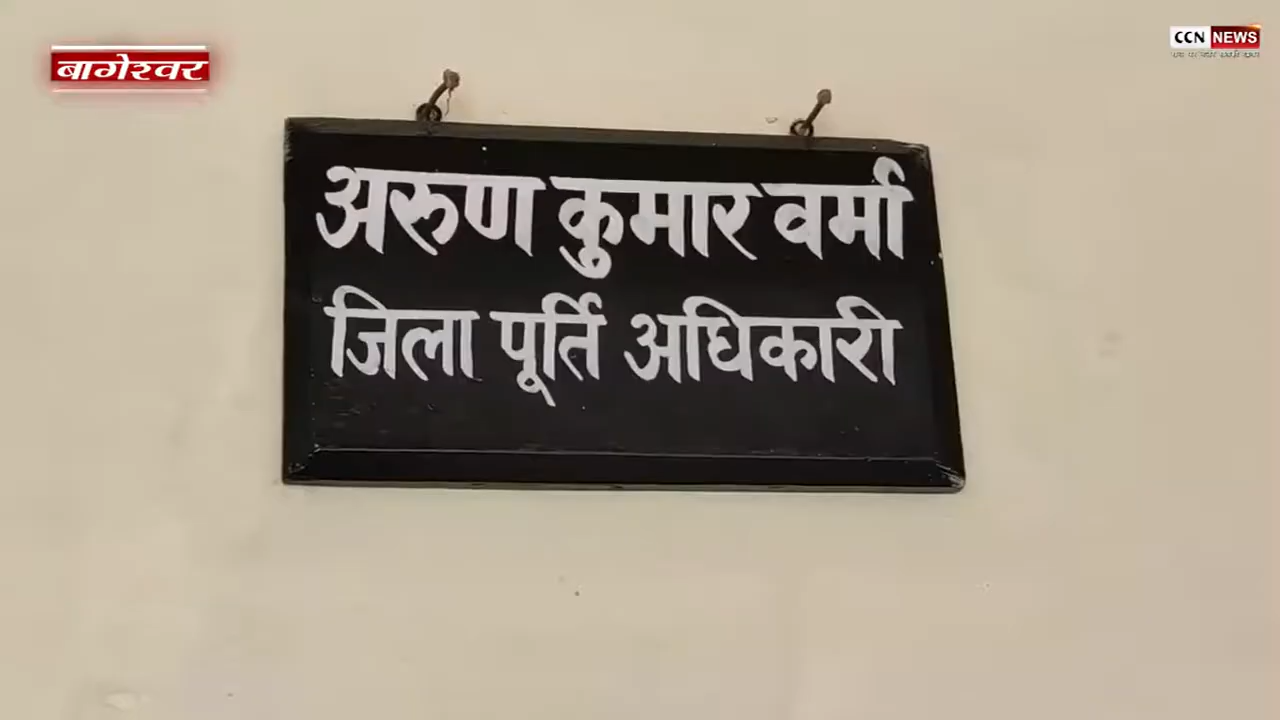 बागेश्वर
CCN NEWS
अरुण कुमार वर्मा
जिला पूर्ति अधिकारी